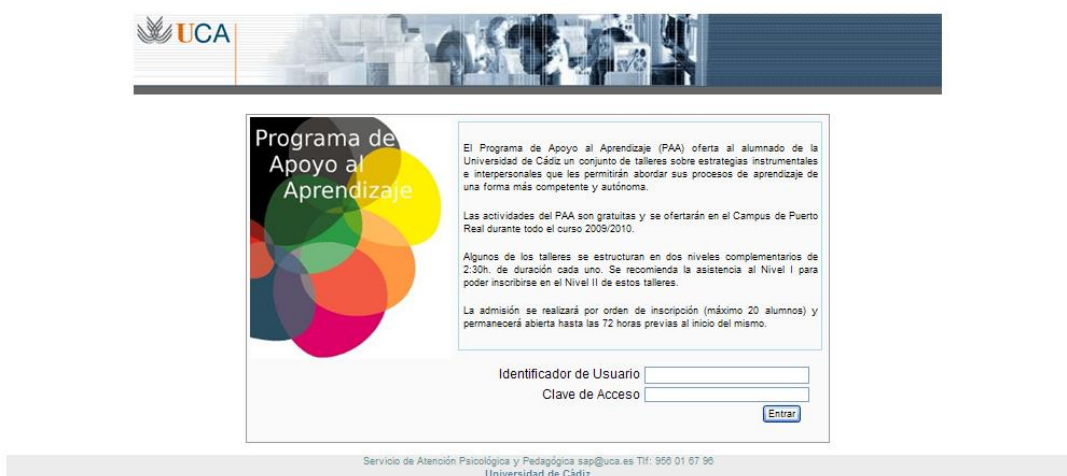 UCA
Programa de
Apoyo al
Aprendizaje
El Programa de Apoyo al Aprendizaje (PAA) oferta al alumnado de la
Universidad de Cádiz un conjunto de talleres sobre estrategias instrumentales
e interpersonales que les permitirán abordar sus procesos de aprendizaje de
una forma más competente y autónoma.
Las actividades del PAA son gratuitas y se ofertarán en el Campus de Puerto
Real durante todo el curso 2009/2010.
Algunos de los talleres se estructuran en dos niveles complementarios de
2:30h. de duración cada uno. Se recomienda la asistencia al Nivel I para
poder inscribirse en el Nivel II de estos talleres.
La admisión se realizará por orden de inscripción (máximo 20 alumnos) y
permanecerá abierta hasta las 72 horas previas al inicio del mismo.
Identificador de Usuario
Clave de Acceso
Entrar
Servicio de Atención Psicológica y Pedagógica sap@uca.es Tlf: 956 01 67 96
Universidad de Cádiz